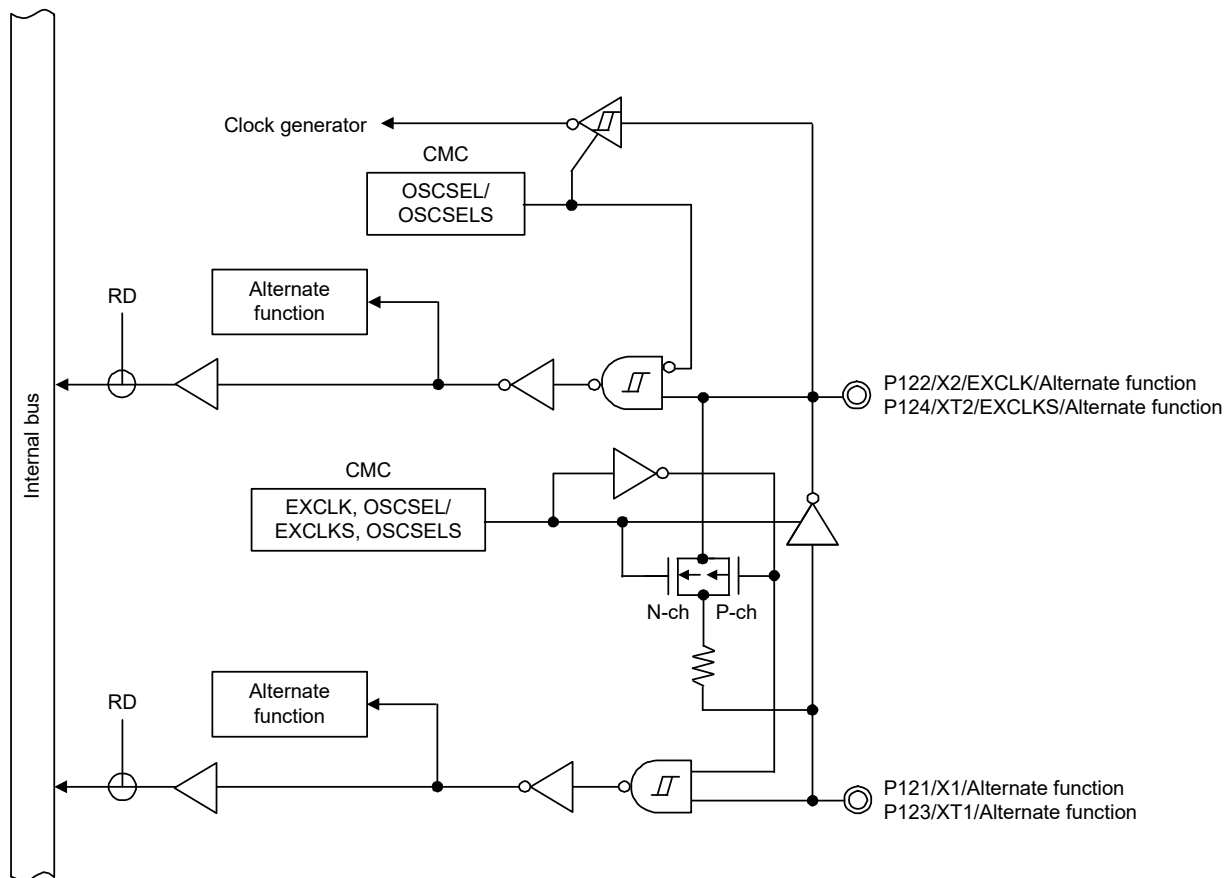 Clock generator
CMC
OSCSEL/
OSCSELS
RD
Alternate
function
P122/X2/EXCLK/Alternate function
P124/XT2/EXCLKS/Alternate function
Internal bus
CMC
EXCLK, OSCSEL/
EXCLKS, OSCSELS
N-ch
P-ch
RD
Alternate
function
P121/X1/Alternate function
P123/XT1/Alternate function